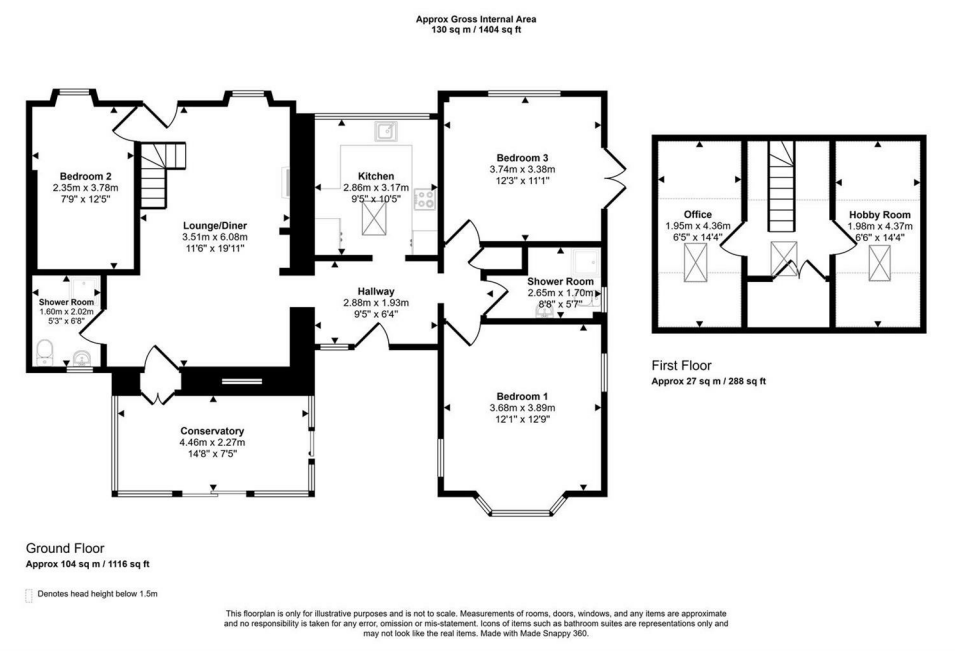 Approx Gross Internal Area
130 sq m / 1404 sq ft
Bedroom 2
2.35m x 3.78m
7'9" x 12'5"
Lounge/Diner
3.51m x 6.08m
11'6" x 19'11"
Kitchen
2.86m x 3.17m
9'5" x 10'5"
Bedroom 3
3.74m x 3.38m
12'3" x 11'1"
Office
1.95m x 4.36m
6'5" x 14'4"
Hobby Room
1.98m x 4.37m
6'6" x 14'4"
Shower Room
1.60m x 2.02m
5'3" x 6'8"
Hallway
2.88m x 1.93m
9'5" x 6'4"
Shower Room
2.65m x 1.70m
8'8" x 5'7"
Bedroom 1
3.68m x 3.89m
12'1" x 12'9"
Conservatory
4.46m x 2.27m
14'8" x 7'5"
First Floor
Approx 27 sq m / 288 sq ft
Ground Floor
Approx 104 sq m / 1116 sq ft
Denotes head height below 1.5m
This floorplan is only for illustrative purposes and is not to scale. Measurements of rooms, doors, windows, and any items are approximate
and no responsibility is taken for any error, omission or mis-statement. Icons of items such as bathroom suites are representations only and
may not look like the real items. Made with Made Snappy 360.